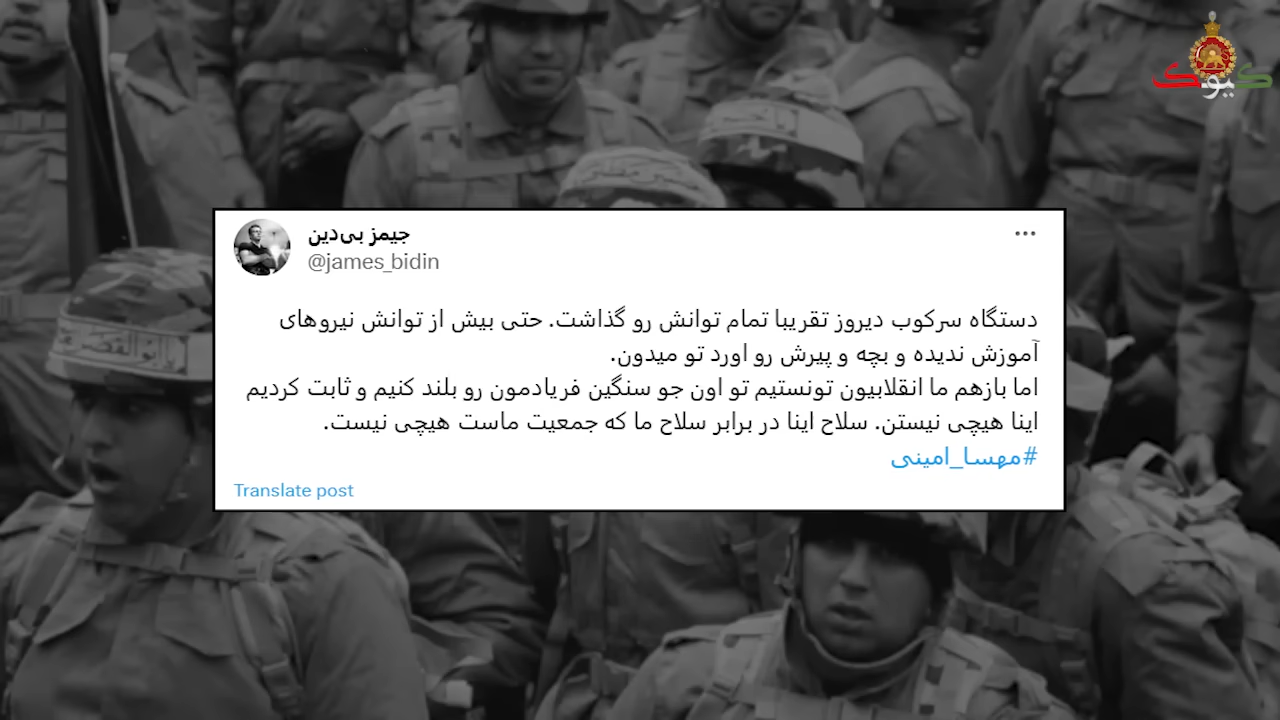 کیوک
جیمز بی‌دین
@james_bidin
دستگاه سرکوب دیروز تقریبا تمام توانش رو گذاشت. حتی بیش از توانش نیروهای
آموزش ندیده و بچه و پیرش رو اورد تو میدون.
اما بازهم ما انقلابیون تونستیم تو اون جو سنگین فریادمون رو بلند کنیم و ثابت کردیم
اینا هیچی نیستن. سلاح اینا در برابر سلاح ما که جمعیت ماست هیچی نیست.
#مهسا_امینی
Translate post